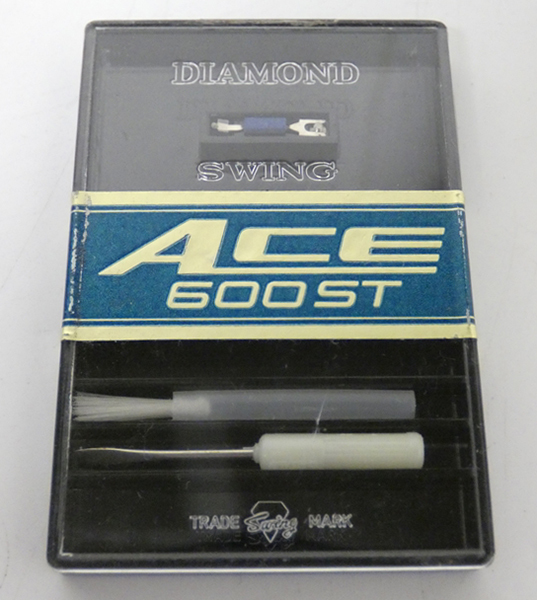 DIAMOND
SWING
ACE
600ST
TRADE Swing MARK